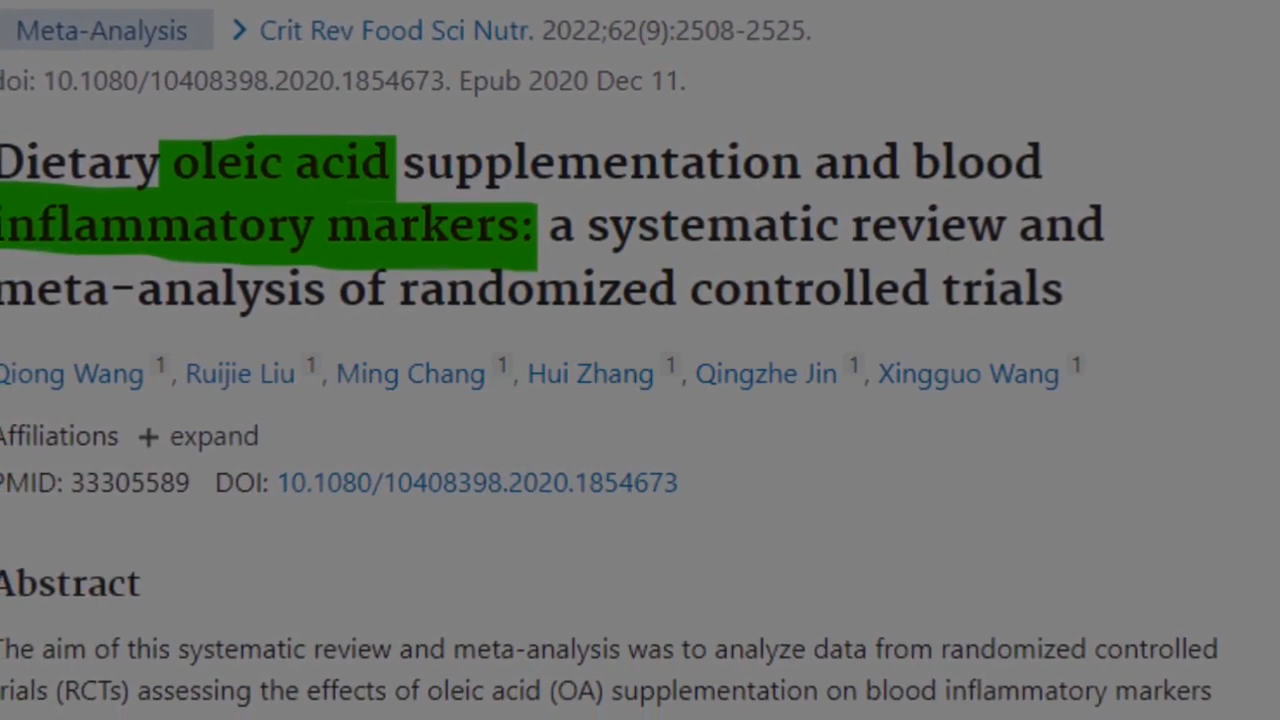 Meta-Analysis > Crit Rev Food Sci Nutr. 2022;62(9):2508-2525.
doi: 10.1080/10408398.2020.1854673. Epub 2020 Dec 11.
Dietary oleic acid supplementation and blood
inflammatory markers: a systematic review and
meta-analysis of randomized controlled trials
Qiong Wang 1, Ruijie Liu 1, Ming Chang 1, Hui Zhang 1, Qingzhe Jin 1, Xingguo Wang 1
Affiliations + expand
PMID: 33305589 DOI: 10.1080/10408398.2020.1854673
Abstract
The aim of this systematic review and meta-analysis was to analyze data from randomized controlled
trials (RCTs) assessing the effects of oleic acid (OA) supplementation on blood inflammatory markers